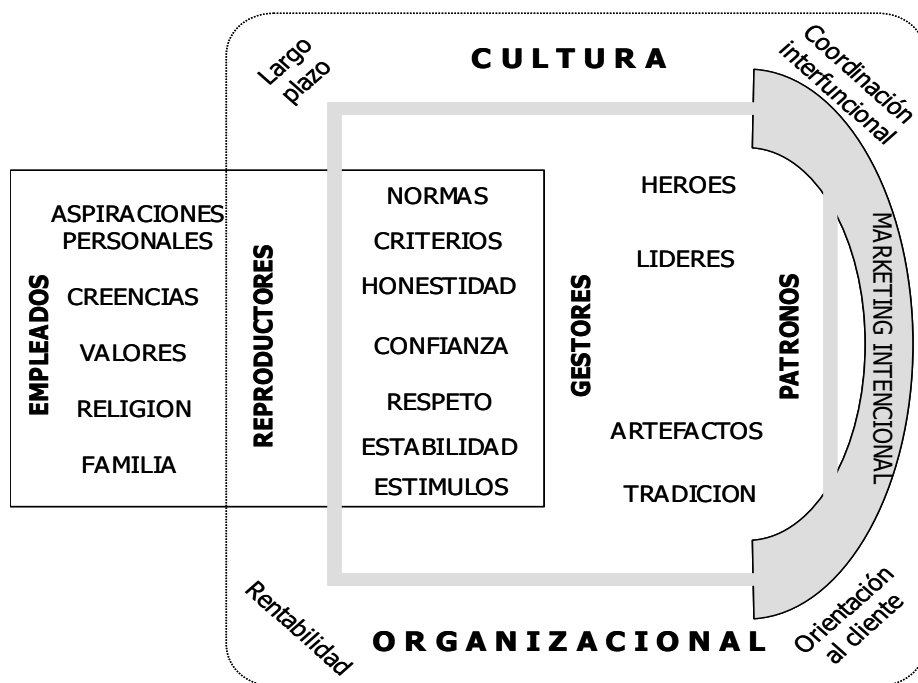 CULTURA
Largo
plazo
Coordinación
interfuncional
EMPLEADOS
ASPIRACIONES
PERSONALES
CREENCIAS
VALORES
RELIGION
FAMILIA
REPRODUCTORES
NORMAS
CRITERIOS
HONESTIDAD
CONFIANZA
RESPETO
ESTABILIDAD
ESTIMULOS
GESTORES
HEROES
LIDERES
ARTEFACTOS
TRADICION
PATRONOS
MARKETING INTENCIONAL
Rentabilidad
ORGANIZACIONAL
Orientación
al cliente